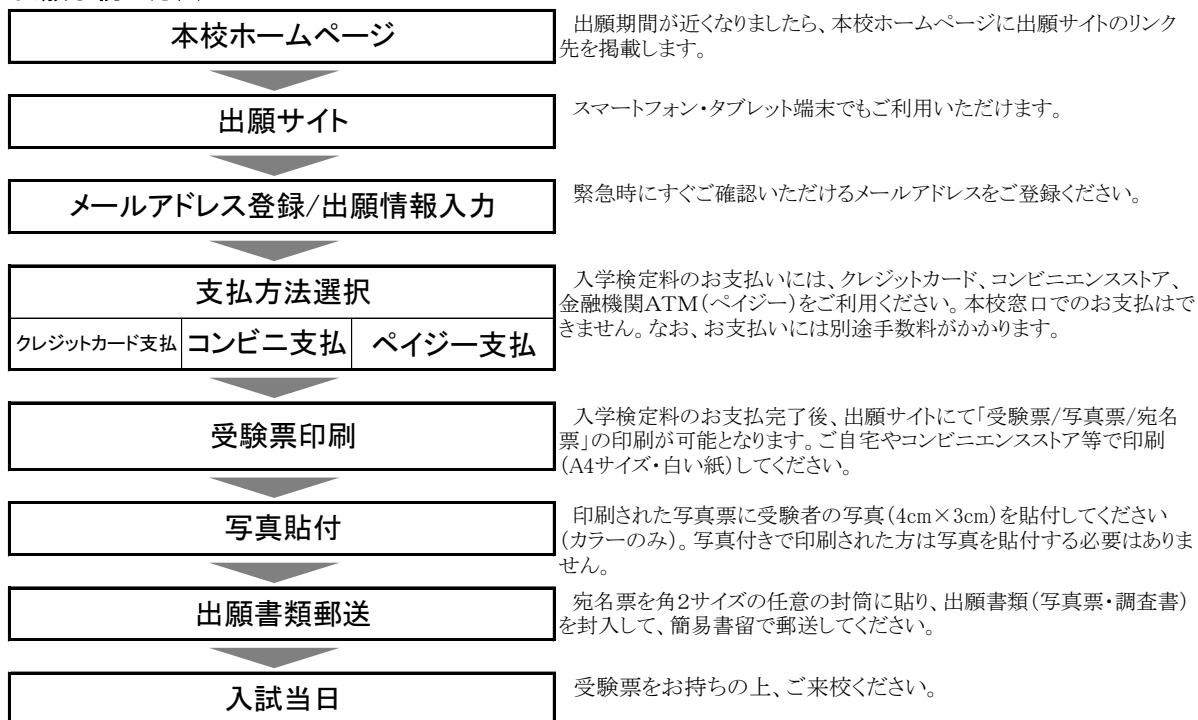 本校ホームページ
出願期間が近くなりましたら、本校ホームページに出願サイトのリンク
先を掲載します。
出願サイト
スマートフォン・タブレット端末でもご利用いただけます。
メールアドレス登録/出願情報入力
緊急時にすぐご確認いただけるメールアドレスをご登録ください。
支払方法選択
クレジットカード支払 コンビニ支払 ペイジー支払
入学検定料のお支払いには、クレジットカード、コンビニエンスストア、
金融機関ATM(ペイジー)をご利用ください。本校窓口でのお支払はで
きません。なお、お支払いには別途手数料がかかります。
受験票印刷
入学検定料のお支払完了後、出願サイトにて「受験票/写真票/宛名
票」の印刷が可能となります。ご自宅やコンビニエンスストア等で印刷
(A4サイズ・白い紙)してください。
写真貼付
印刷された写真票に受験者の写真(4cm×3cm)を貼付してください
(カラーのみ)。写真付きで印刷された方は写真を貼付する必要はありま
せん。
出願書類郵送
宛名票を角2サイズの任意の封筒に貼り、出願書類(写真票・調査書)
を封入して、簡易書留で郵送してください。
入試当日
受験票をお持ちの上、ご来校ください。